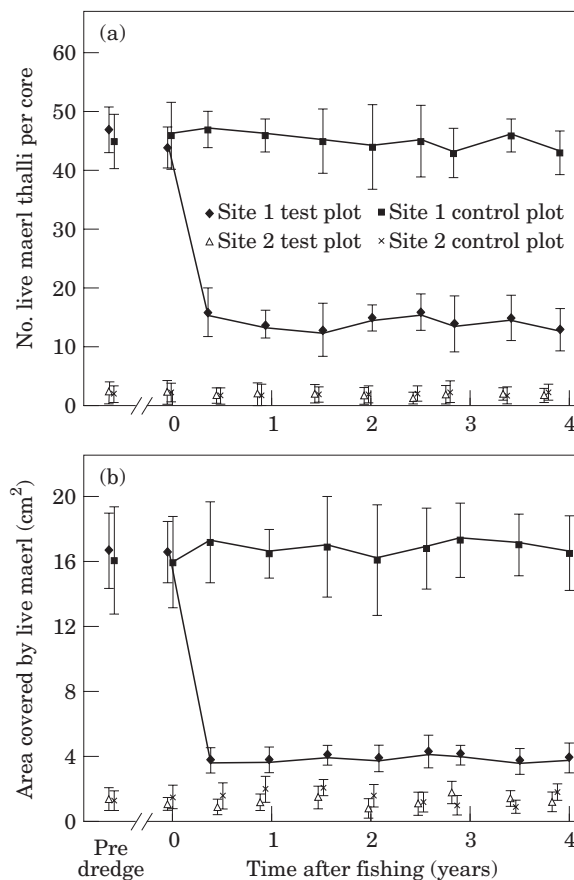 (a)
60
50
40
30
20
10
0
No. live maerl thalli per core
Site 1 test plot Site 1 control plot
Site 2 test plot Site 2 control plot
0 1 2 3 4
(b)
20
16
12
8
4
0
Area covered by live maerl (cm²)
Pre
dredge
0 1 2 3 4
Time after fishing (years)